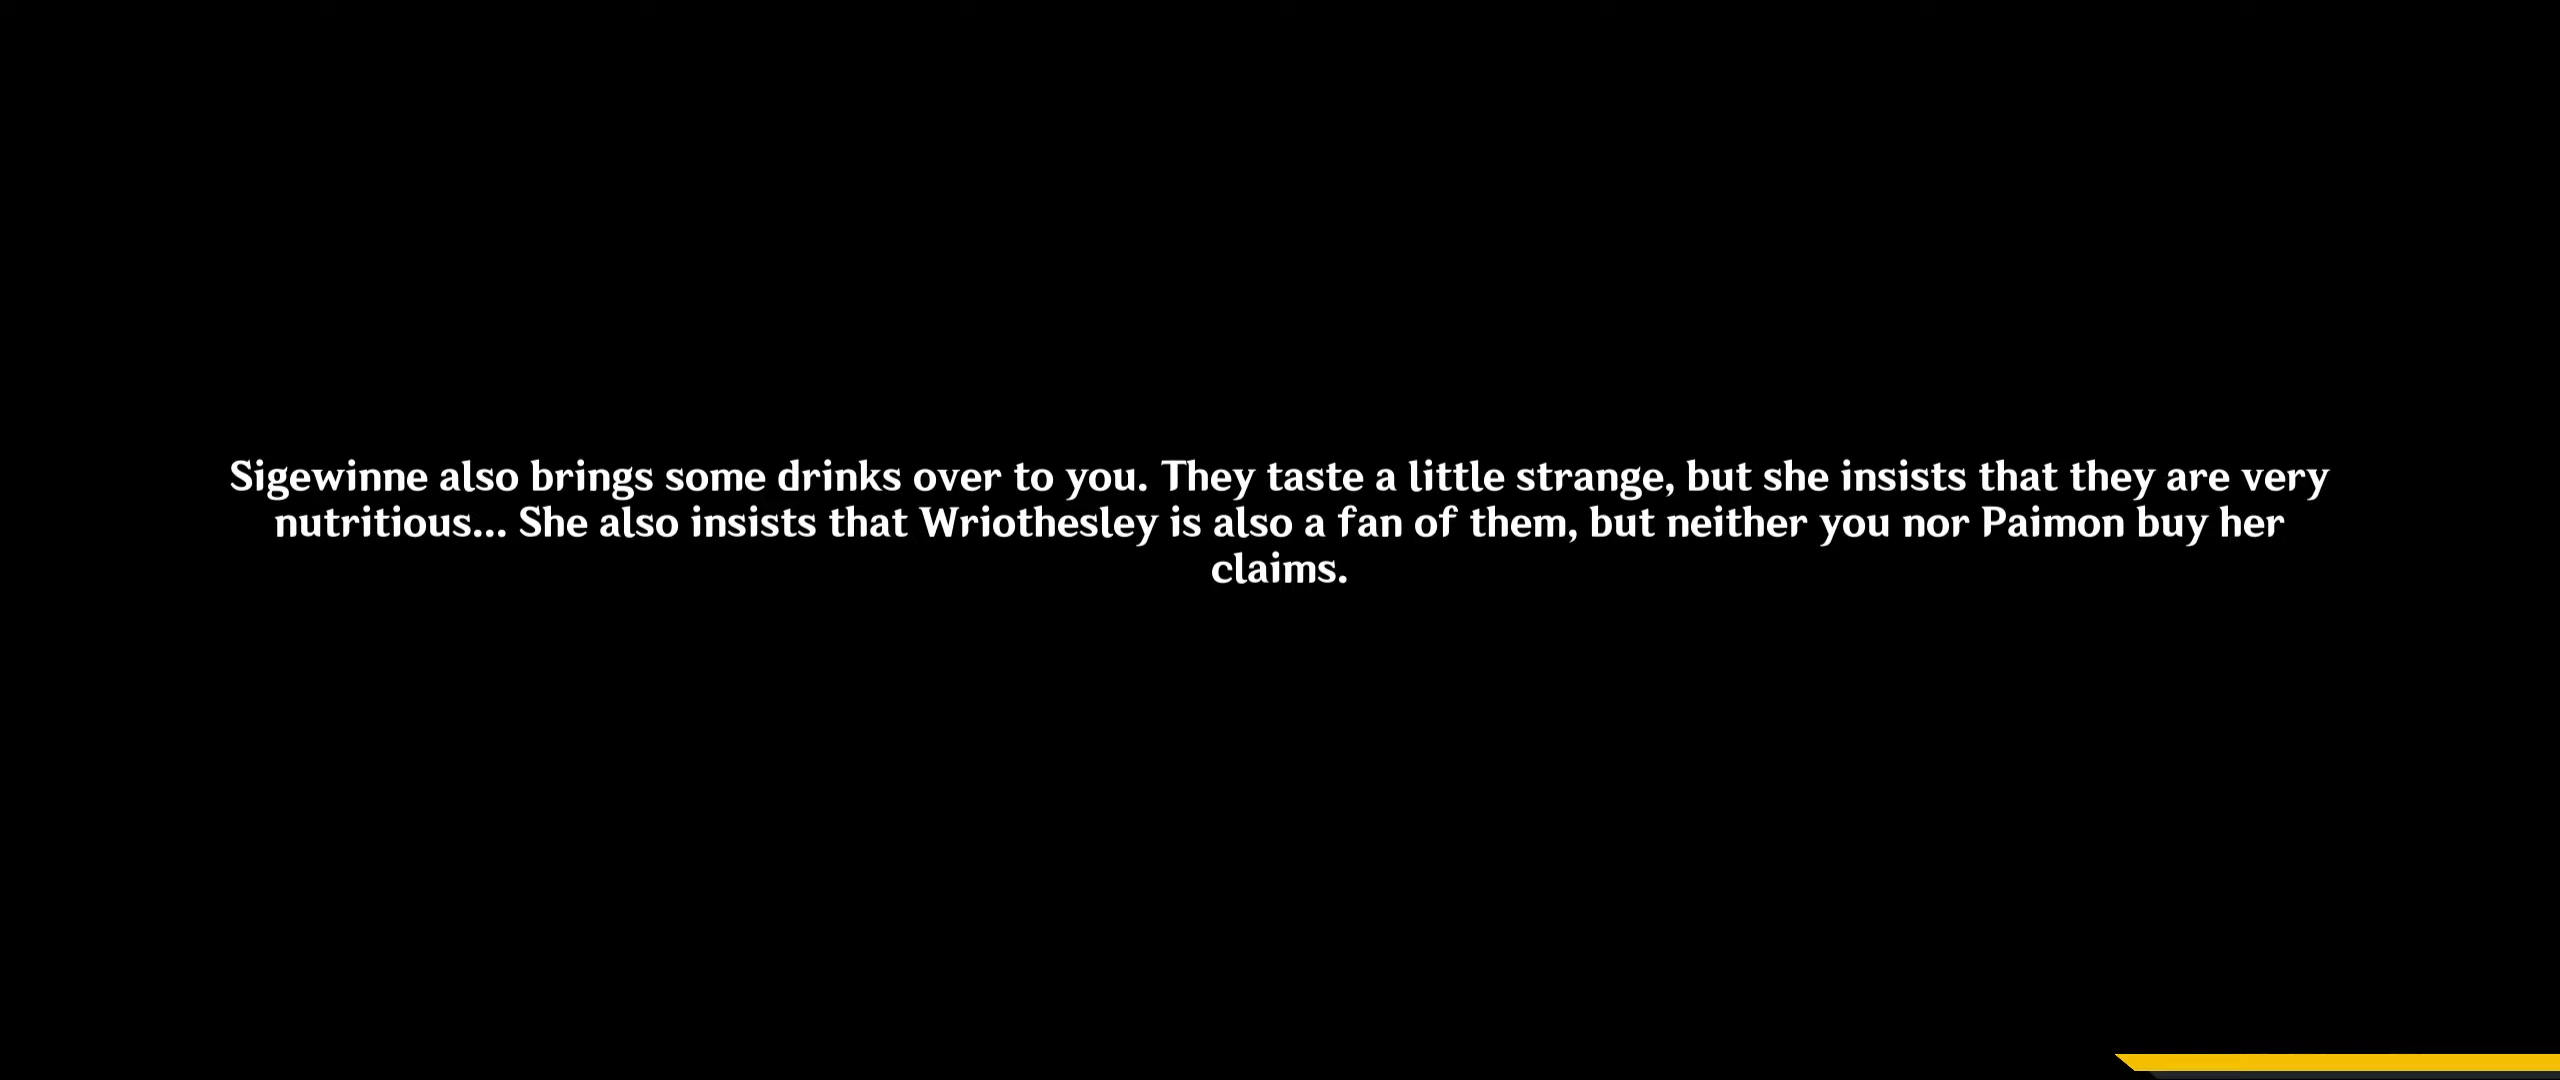 Sigewinne also brings some drinks over to you. They taste a little strange, but she insists that they are very
nutritious... She also insists that Wriothesley is also a fan of them, but neither you nor Paimon buy her
claims.